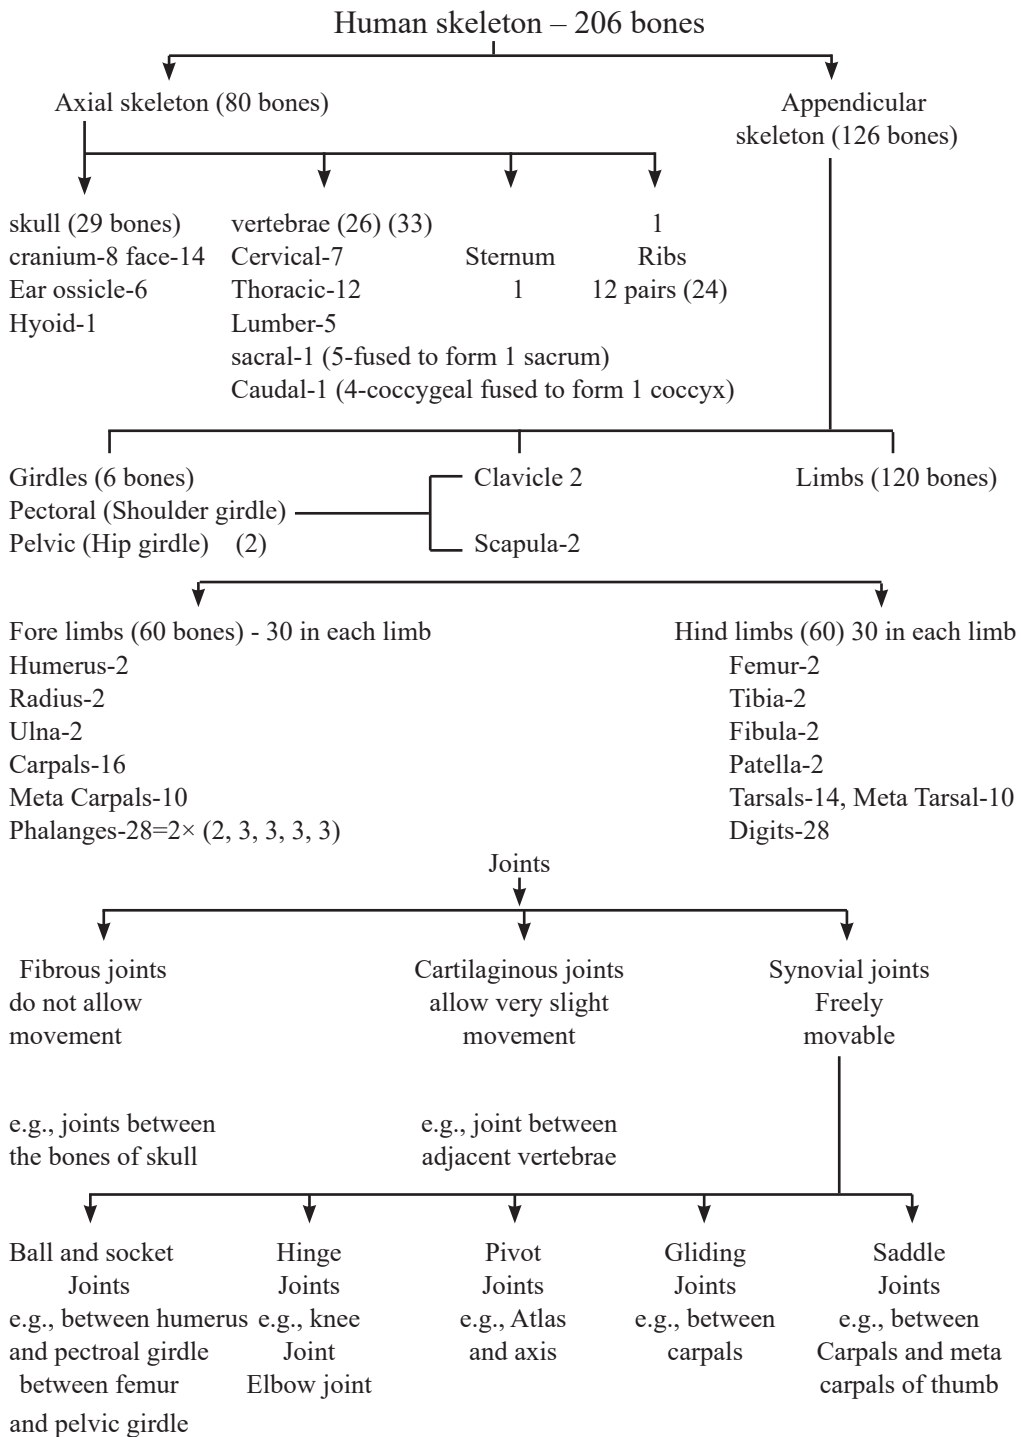 Human skeleton – 206 bones
Axial skeleton (80 bones)
Appendicular
skeleton (126 bones)
skull (29 bones)
cranium-8 face-14
Ear ossicle-6
Hyoid-1
vertebrae (26) (33)
Cervical-7
Thoracic-12
Lumber-5
sacral-1 (5-fused to form 1 sacrum)
Caudal-1 (4-coccygeal fused to form 1 coccyx)
Sternum
1
1
Ribs
12 pairs (24)
Girdles (6 bones)
Pectoral (Shoulder girdle)
Pelvic (Hip girdle) (2)
Clavicle 2
Scapula-2
Limbs (120 bones)
Fore limbs (60 bones) - 30 in each limb
Humerus-2
Radius-2
Ulna-2
Carpals-16
Meta Carpals-10
Phalanges-28=2× (2, 3, 3, 3, 3)
Hind limbs (60) 30 in each limb
Femur-2
Tibia-2
Fibula-2
Patella-2
Tarsals-14, Meta Tarsal-10
Digits-28
Joints
Fibrous joints
do not allow
movement
e.g., joints between
the bones of skull
Cartilaginous joints
allow very slight
movement
e.g., joint between
adjacent vertebrae
Synovial joints
Freely
movable
Ball and socket
Joints
e.g., between humerus
and pectroal girdle
between femur
and pelvic girdle
Hinge
Joints
e.g., knee
Joint
Elbow joint
Pivot
Joints
e.g., Atlas
and axis
Gliding
Joints
e.g., between
carpals
Saddle
Joints
e.g., between
Carpals and meta
carpals of thumb